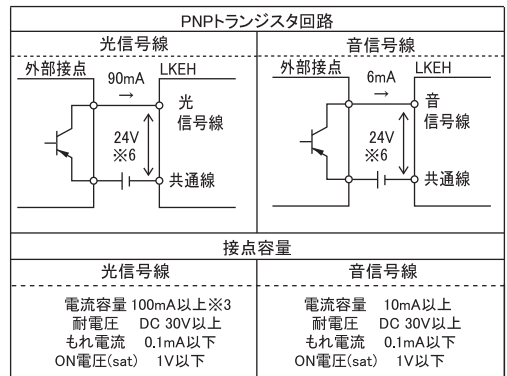 PNPトランジスタ回路
光信号線
音信号線
外部接点
90mA
LKEH
→
光
信号線
24V
※6
共通線
外部接点
6mA
LKEH
→
音
信号線
24V
※6
共通線
接点容量
光信号線
音信号線
電流容量 100mA以上※3
耐電圧 DC 30V以上
もれ電流 0.1mA以下
ON電圧(sat) 1V以下
電流容量 10mA以上
耐電圧 DC 30V以上
もれ電流 0.1mA以下
ON電圧(sat) 1V以下